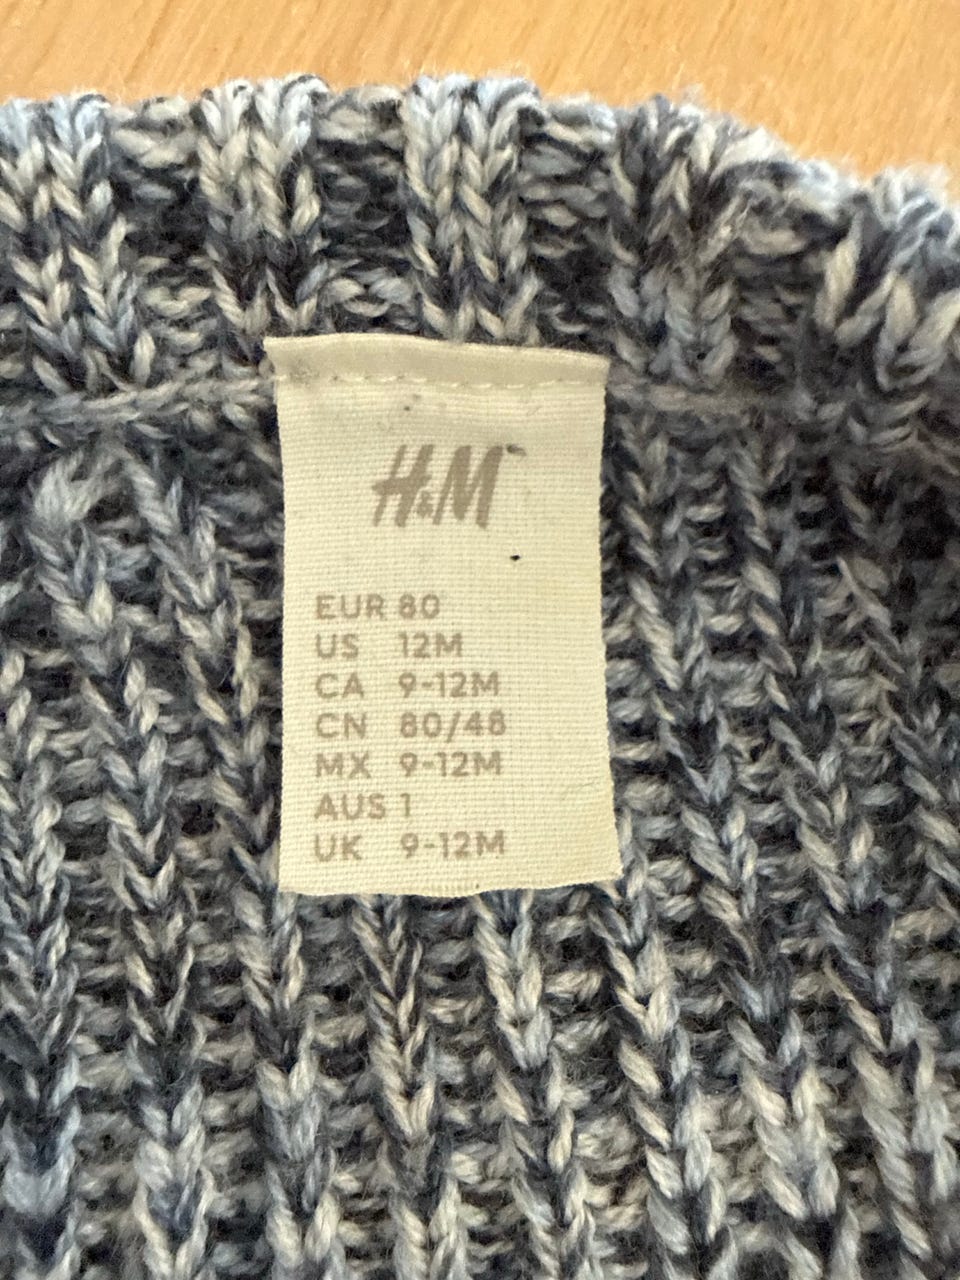 H&M
EUR 80
US 12M
CA 9-12M
CN 80/48
MX 9-12M
AUS 1
UK 9-12M